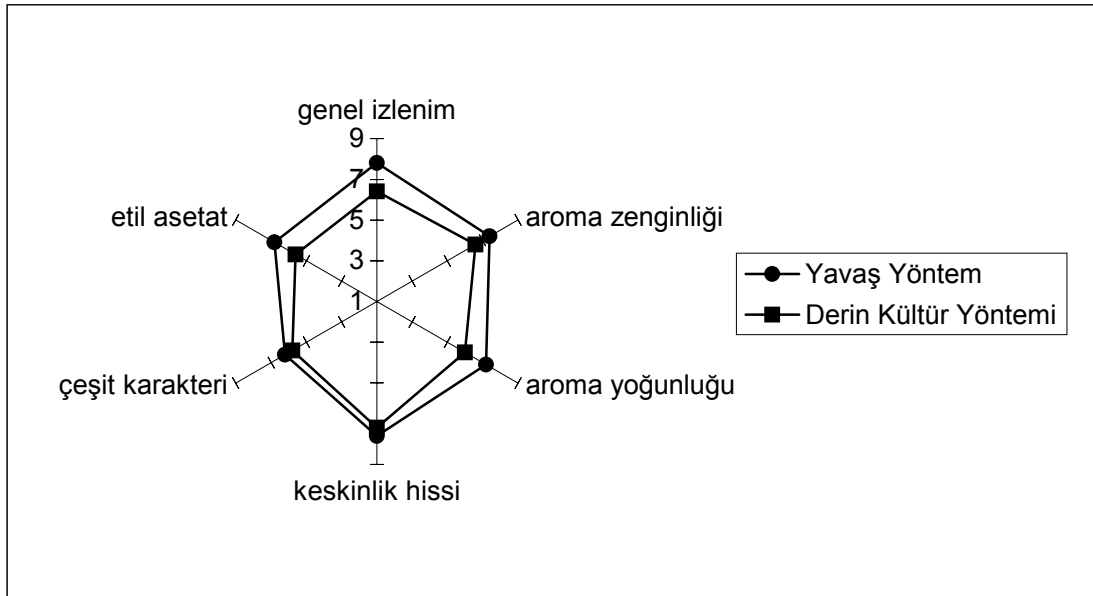 genel izlenim
9
7
5
3
1
etil asetat
aroma zenginliği
çeşit karakteri
aroma yoğunluğu
keskinlik hissi
Yavaş Yöntem
Derin Kültür Yöntemi